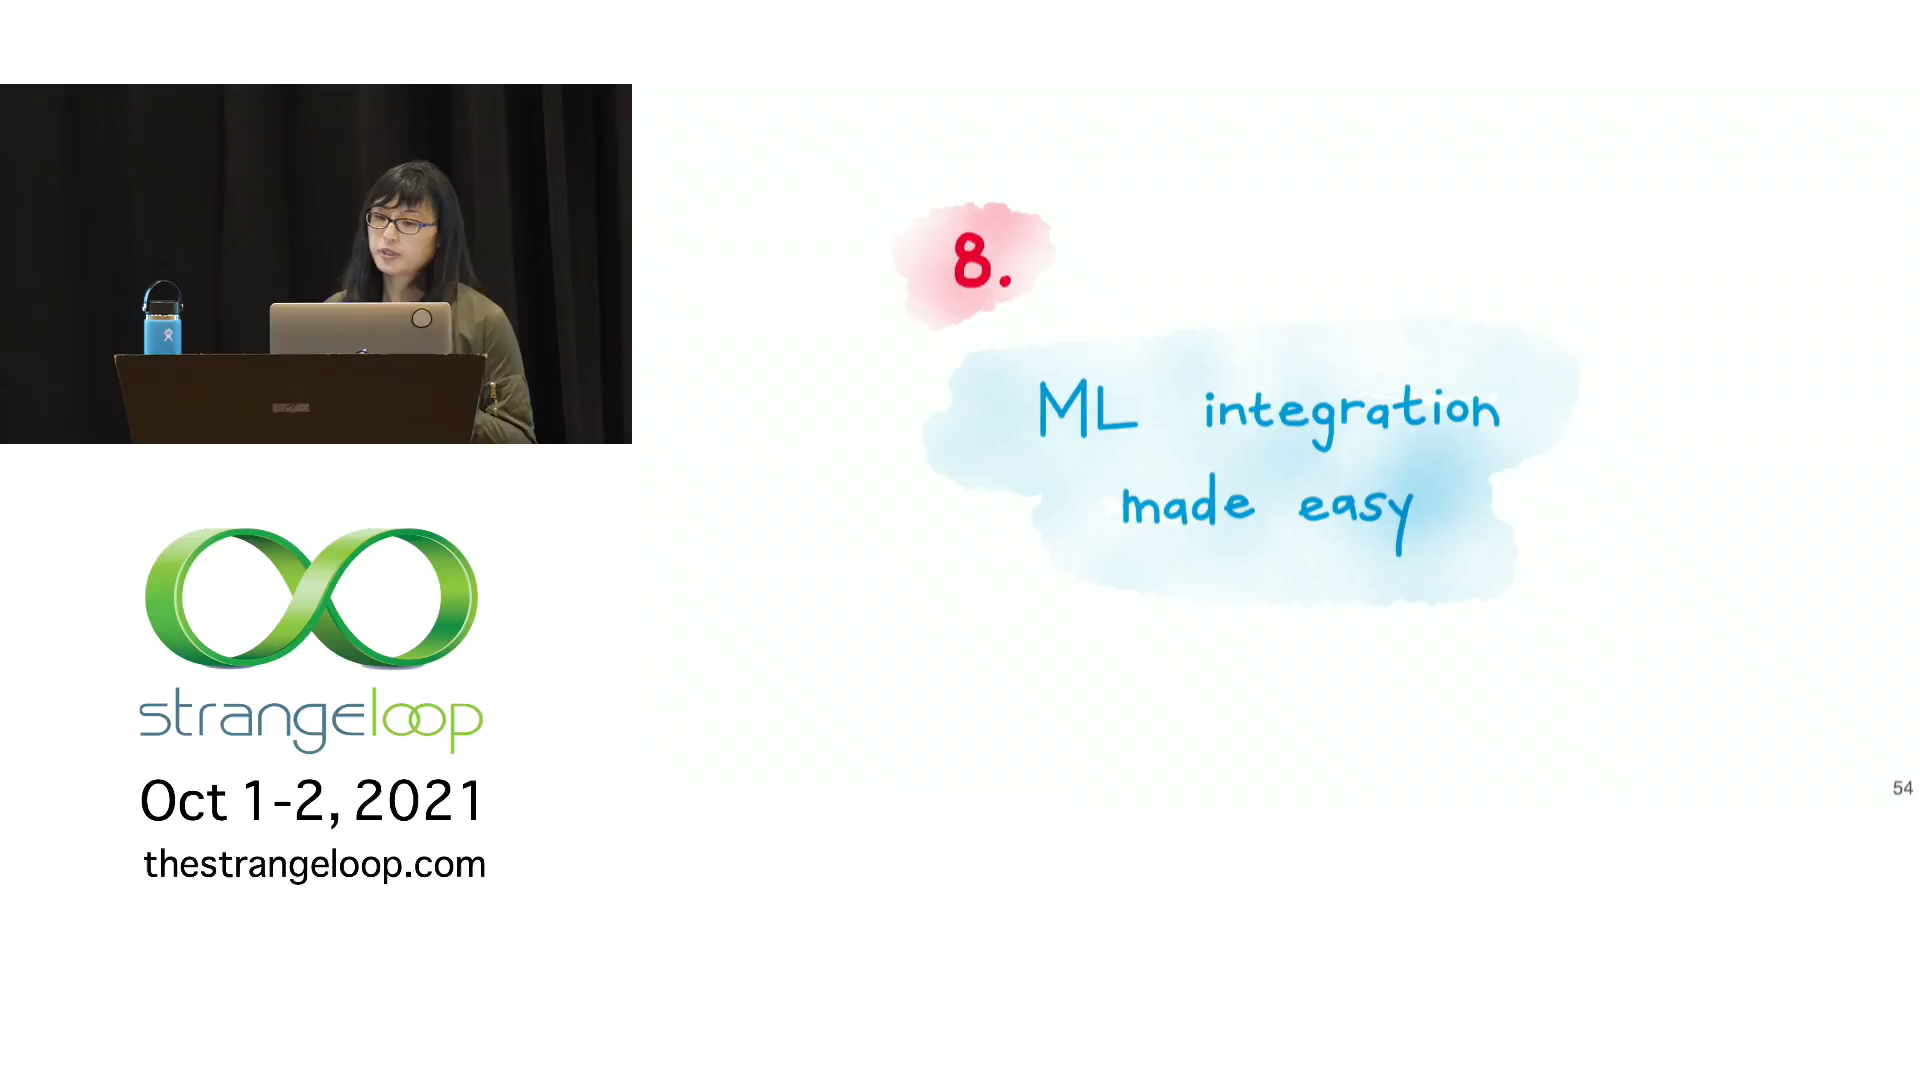 8.
ML integration
made easy
54
strangeloop
Oct 1-2, 2021
thestrangeloop.com